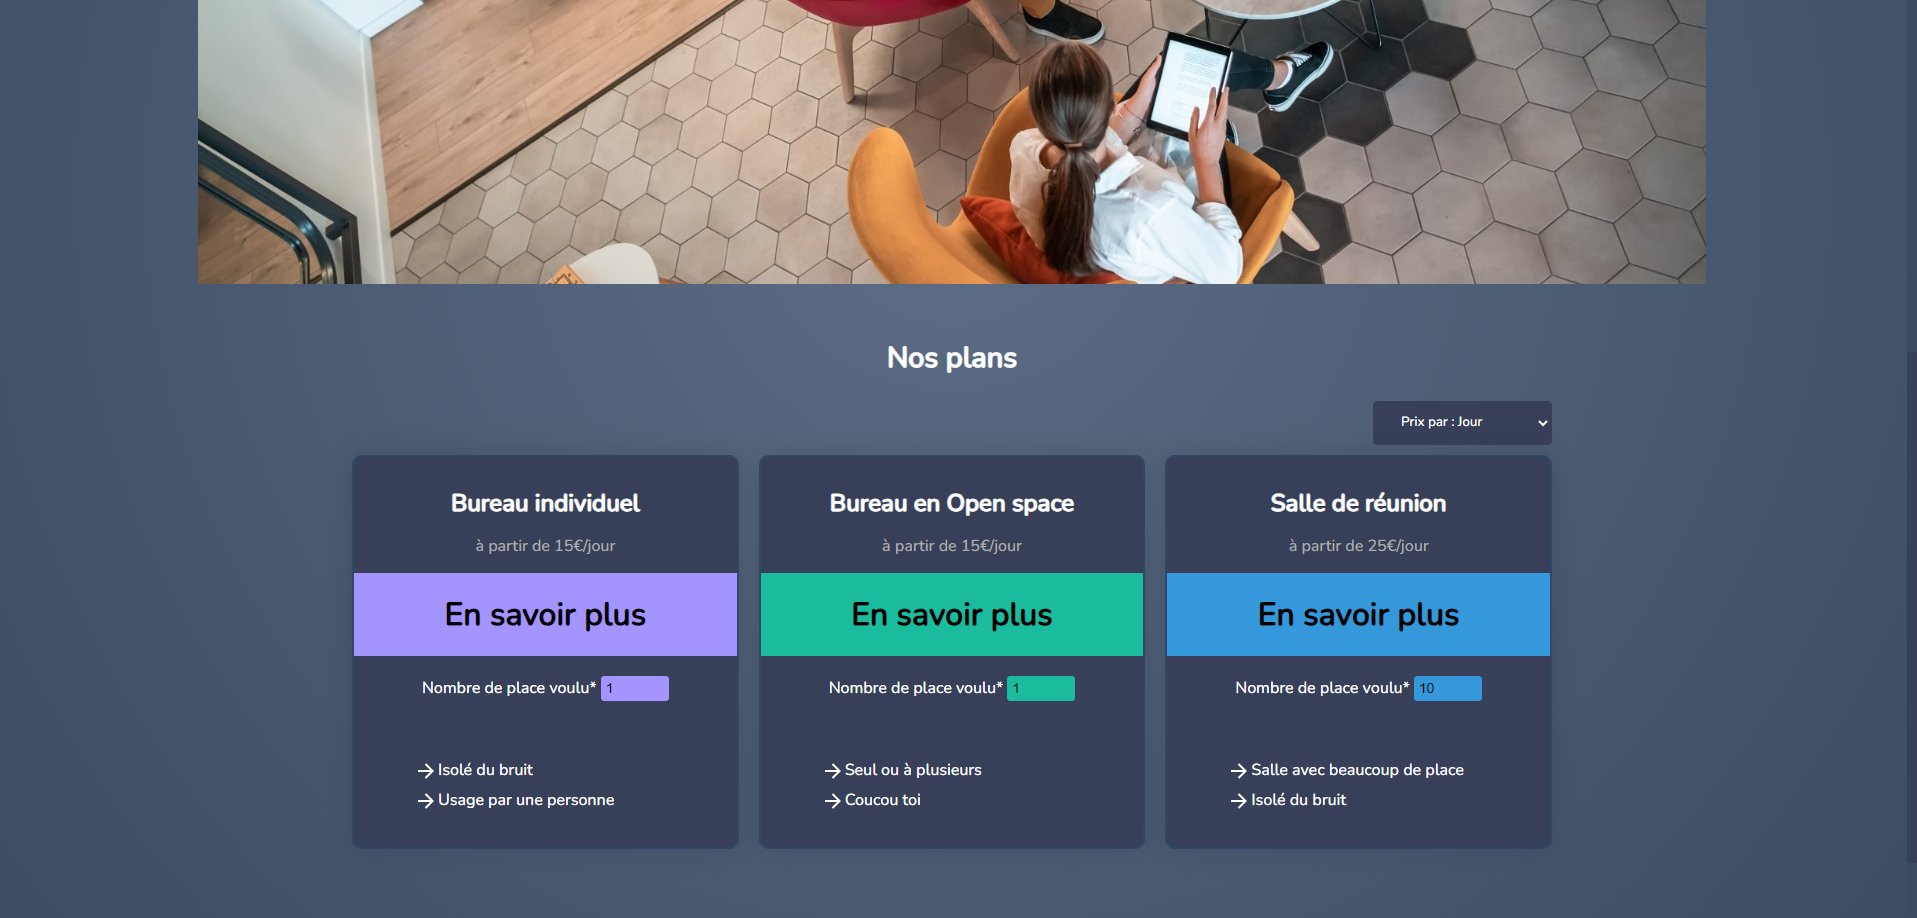 Nos plans
Prix par : Jour
Bureau individuel
à partir de 15€/jour
En savoir plus
Nombre de place voulu* 1
Isolé du bruit
Usage par une personne
Bureau en Open space
à partir de 15€/jour
En savoir plus
Nombre de place voulu* 1
Seul ou à plusieurs
Coucou toi
Salle de réunion
à partir de 25€/jour
En savoir plus
Nombre de place voulu* 10
Salle avec beaucoup de place
Isolé du bruit